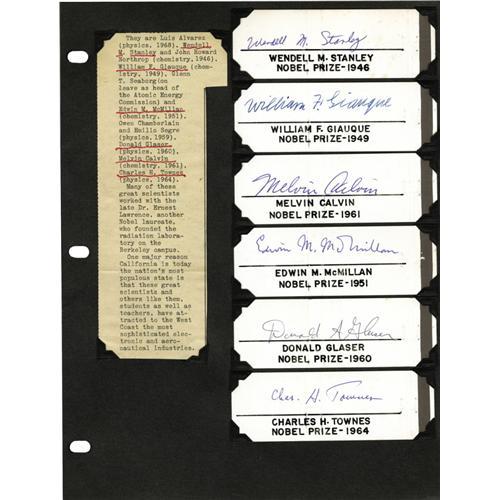 They are Luis Alvarez
(physics, 1968), Wendell
M. Stanley and John Howard
Northrop (chemistry,1946),
William F. Giauque (chem-
istry, 1949), Glenn
T. Seaborg(on
leave as head of
the Atomic Energy
Commission) and
Edwin M. McMillan
(chemistry, 1951),
Owen Chamberlain
and Emilio Segre
(physics, 1959),
Donald Glaser
(physics, 1960),
Melvin Calvin
(chemistry, 1961)
Charles H. Townes
(physics, 1964).
Many of these
great scientists
worked with the
late Dr. Ernest
Lawrence, another
Nobel laureate,
who founded the
radiation labora-
tory on the
Berkeley campus.
One major reason
California is today
the nation's most
populous state is
that these great
scientists and
others like them,
students as well as
teachers, have at-
tracted to the West
Coast the most
sophisticated elec-
tronic and aero-
nautical industries.
Wendell M. Stanley
WENDELL M. STANLEY
NOBEL PRIZE-1946
William F. Giauque
WILLIAM F. GIAUQUE
NOBEL PRIZE-1949
Melvin Calvin
MELVIN CALVIN
NOBEL PRIZE-1961
Edwin M. McMillan
EDWIN M. McMILLAN
NOBEL PRIZE-1951
Donald A Glaser
DONALD GLASER
NOBEL PRIZE-1960
Chas. H. Townes
CHARLES H. TOWNES
NOBEL PRIZE-1964